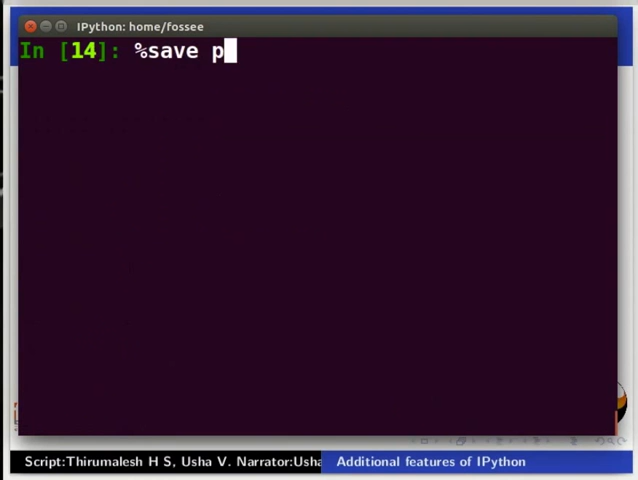 IPython: home/fossee
In [14]: %save p
Script:Thirumalesh H S, Usha V. Narrator:Usha
Additional features of IPython